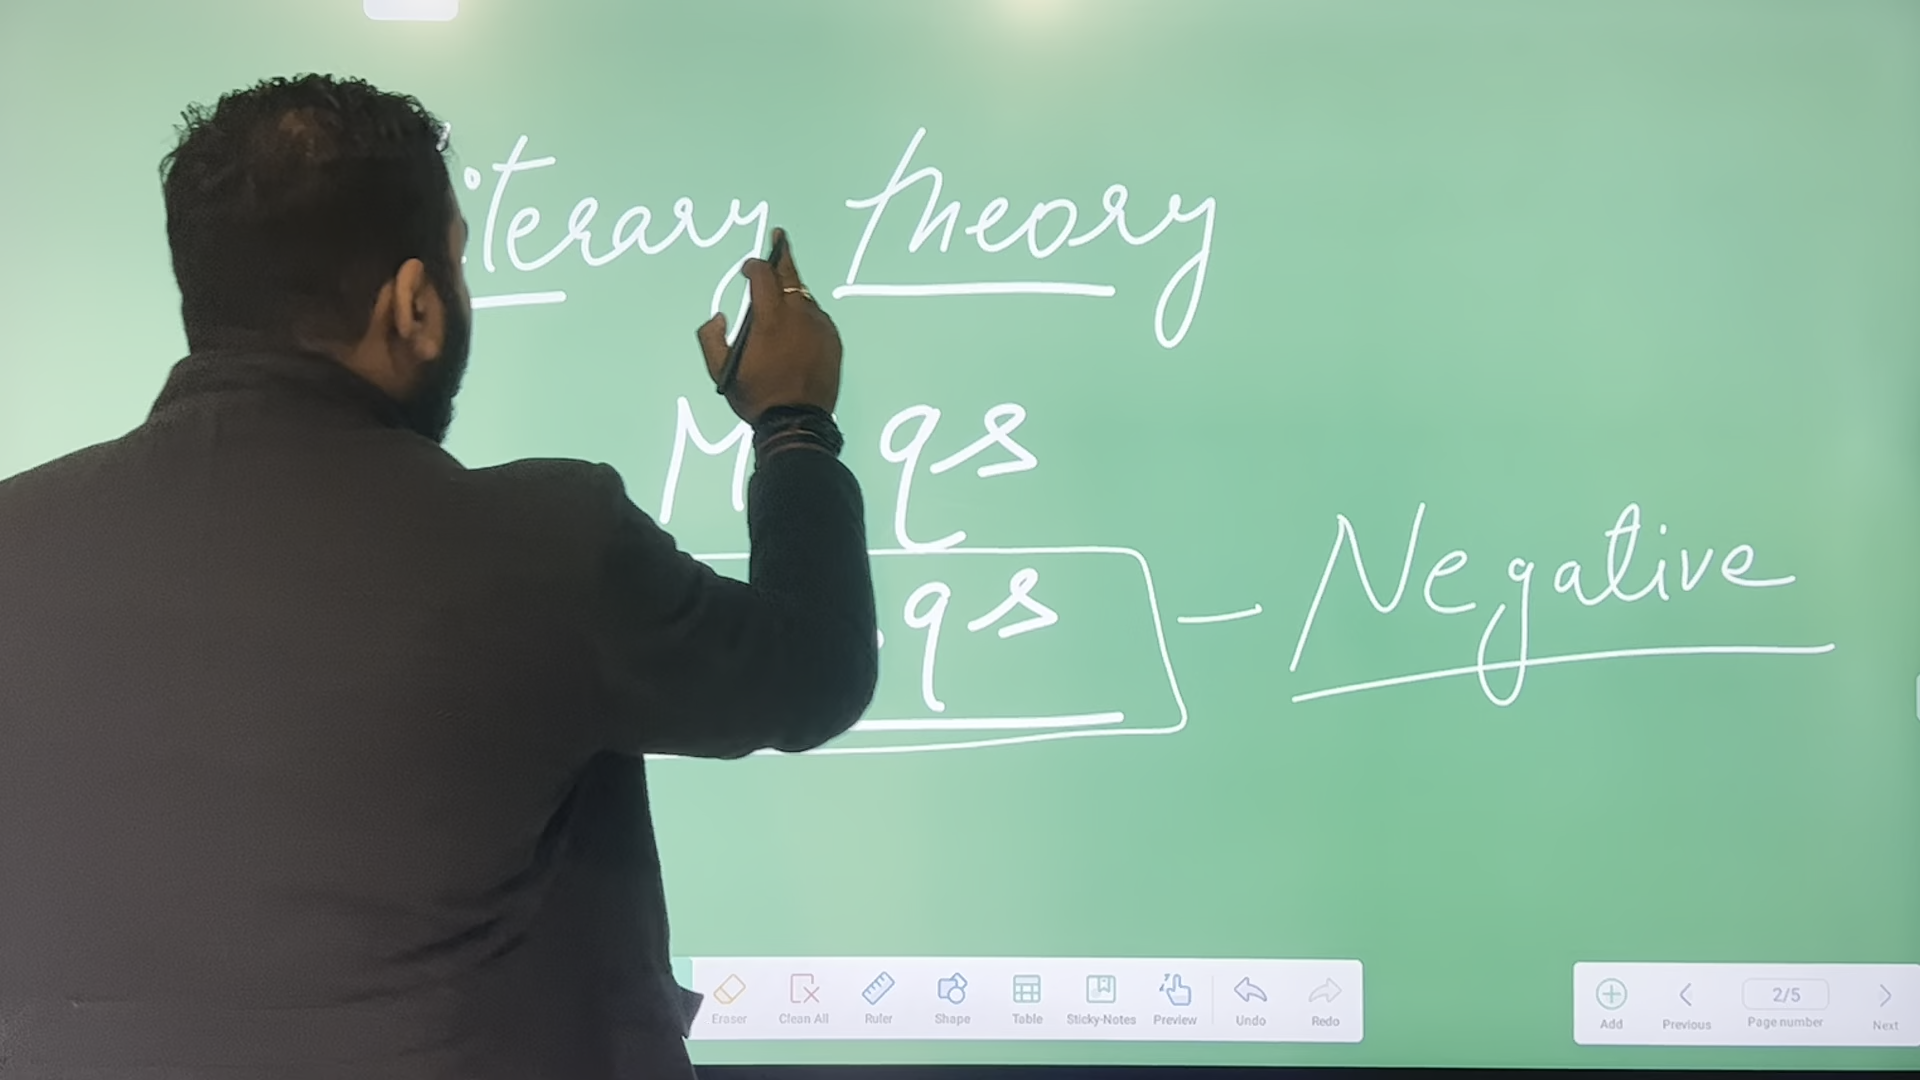 iterary Theory
M qs
.qs - Negative
Eraser Clean All Ruler Shape Table Sticky-Notes Preview Undo Redo
Add Previous 2/5 Page number Next